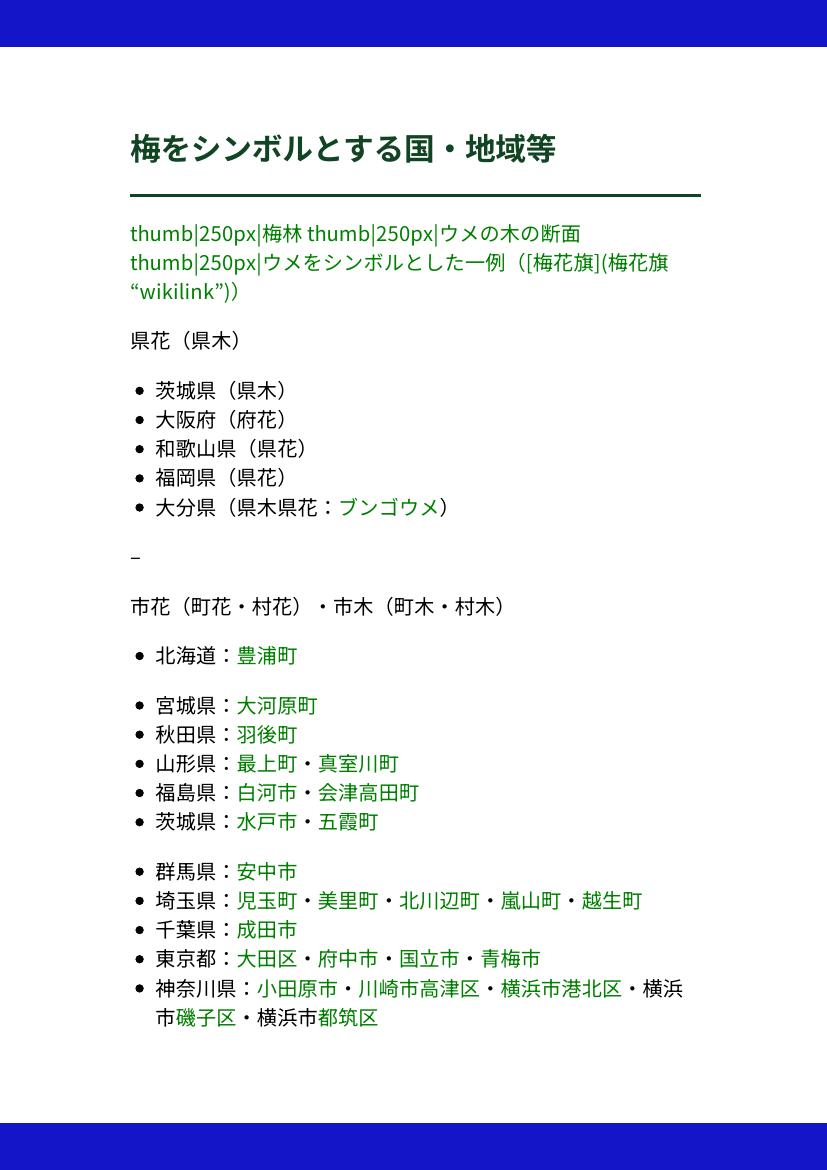 梅をシンボルとする国・地域等
thumb|250px|梅林 thumb|250px|ウメの木の断面
thumb|250px|ウメをシンボルとした一例（[梅花旗](梅花旗
“wikilink”)）
県花（県木）
• 茨城県（県木）
• 大阪府（府花）
• 和歌山県（県花）
• 福岡県（県花）
• 大分県（県木県花：ブンゴウメ）
–
市花（町花・村花）・市木（町木・村木）
• 北海道：豊浦町
• 宮城県：大河原町
• 秋田県：羽後町
• 山形県：最上町・真室川町
• 福島県：白河市・会津高田町
• 茨城県：水戸市・五霞町
• 群馬県：安中市
• 埼玉県：児玉町・美里町・北川辺町・嵐山町・越生町
• 千葉県：成田市
• 東京都：大田区・府中市・国立市・青梅市
• 神奈川県：小田原市・川崎市高津区・横浜市港北区・横浜
市磯子区・横浜市都筑区